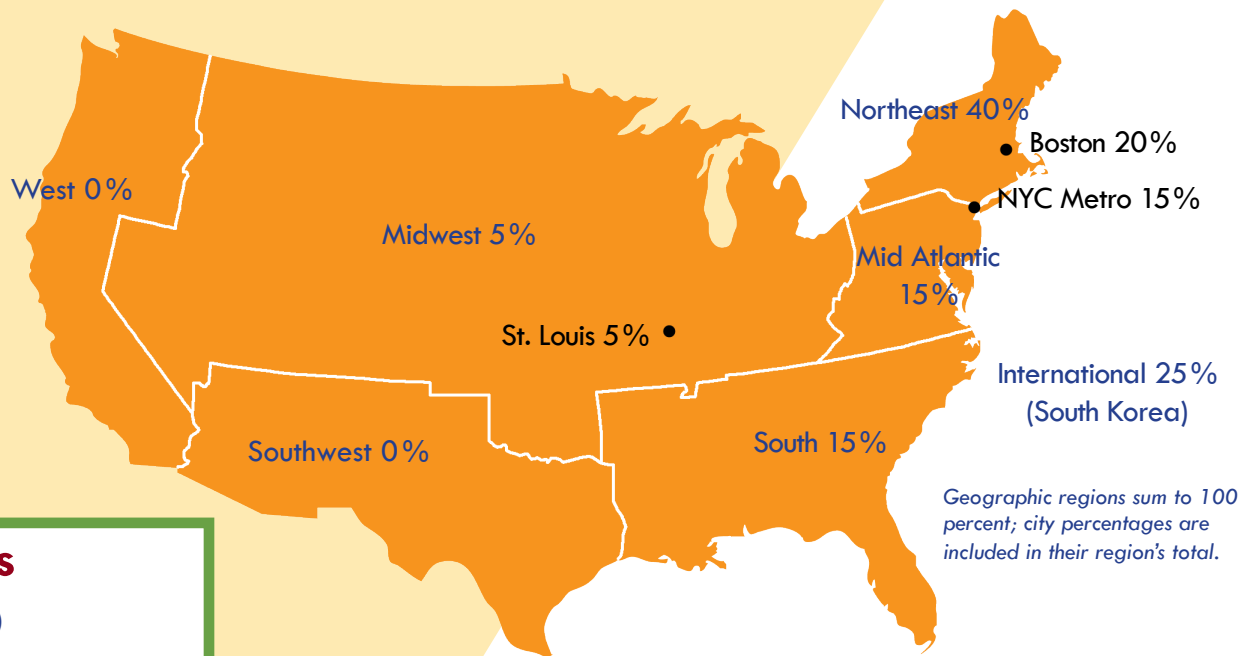 Northeast 40%
Boston 20%
West 0%
NYC Metro 15%
Midwest 5%
Mid Atlantic
15%
St. Louis 5%
International 25%
(South Korea)
South 15%
Southwest 0%
Geographic regions sum to 100
percent; city percentages are
included in their region's total.